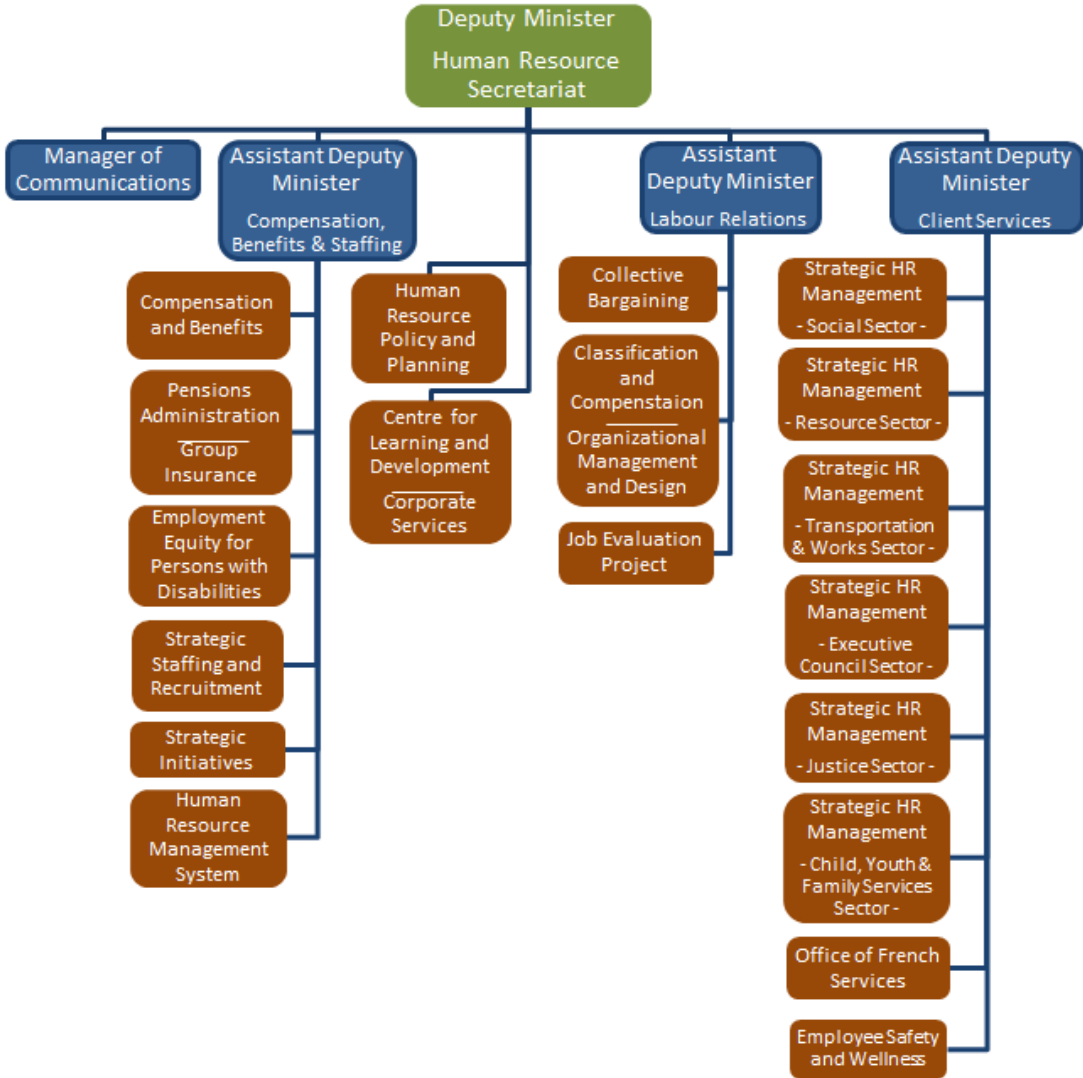 Deputy Minister
Human Resource
Secretariat
Manager of
Communications
Assistant Deputy
Minister
Compensation,
Benefits & Staffing
Compensation
and Benefits
Pensions
Administration
Group
Insurance
Employment
Equity for
Persons with
Disabilities
Strategic
Staffing and
Recruitment
Strategic
Initiatives
Human
Resource
Management
System
Human
Resource
Policy and
Planning
Centre for
Learning and
Development
Corporate
Services
Assistant
Deputy Minister
Labour Relations
Collective
Bargaining
Classification
and
Compenstaion
Organizational
Management
and Design
Job Evaluation
Project
Assistant Deputy
Minister
Client Services
Strategic HR
Management
- Social Sector -
Strategic HR
Management
- Resource Sector -
Strategic HR
Management
- Transportation
& Works Sector -
Strategic HR
Management
- Executive
Council Sector -
Strategic HR
Management
- Justice Sector -
Strategic HR
Management
- Child, Youth &
Family Services
Sector -
Office of French
Services
Employee Safety
and Wellness